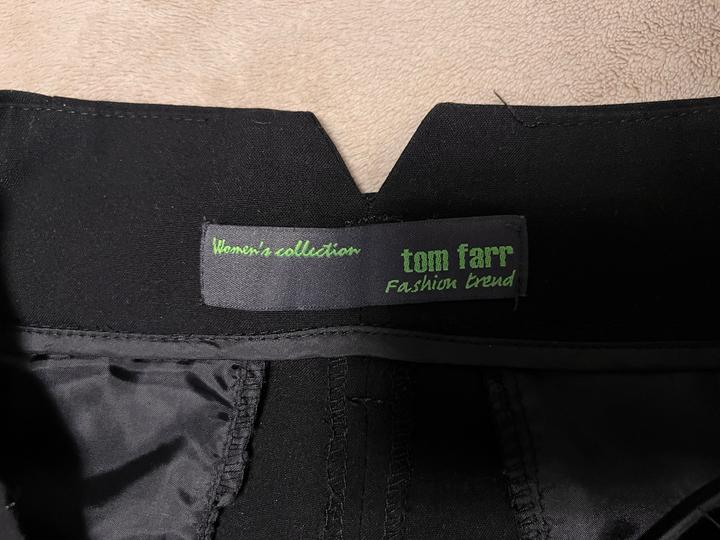 Women's collection
tom farr
Fashion trend